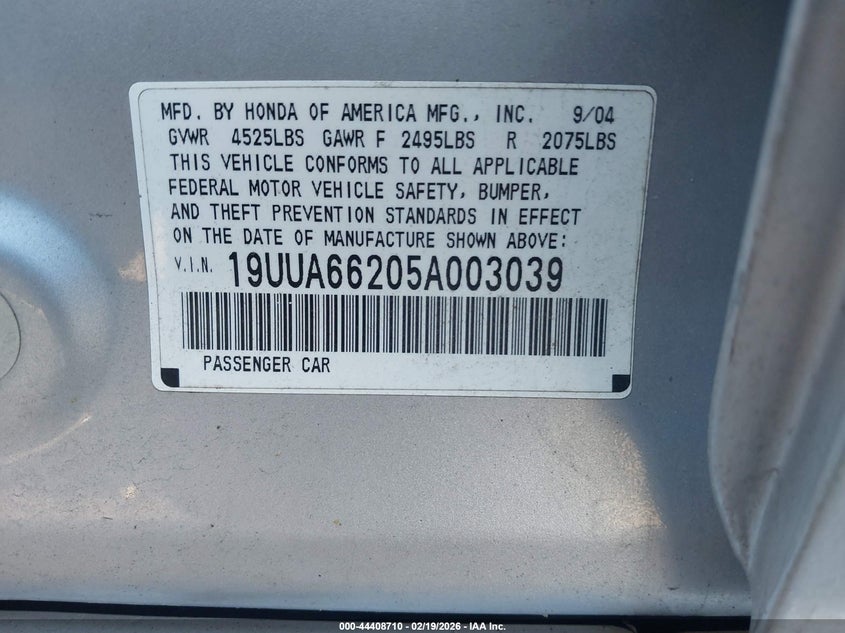 MFD. BY HONDA OF AMERICA MFG., INC. 9/04
GVWR 4525LBS GAWR F 2495LBS R 2075LBS
THIS VEHICLE CONFORMS TO ALL APPLICABLE
FEDERAL MOTOR VEHICLE SAFETY, BUMPER,
AND THEFT PREVENTION STANDARDS IN EFFECT
ON THE DATE OF MANUFACTURE SHOWN ABOVE:
V.I.N. 19UUA66205A003039
PASSENGER CAR
000-44408710 - 02/19/2026 - IAA Inc.